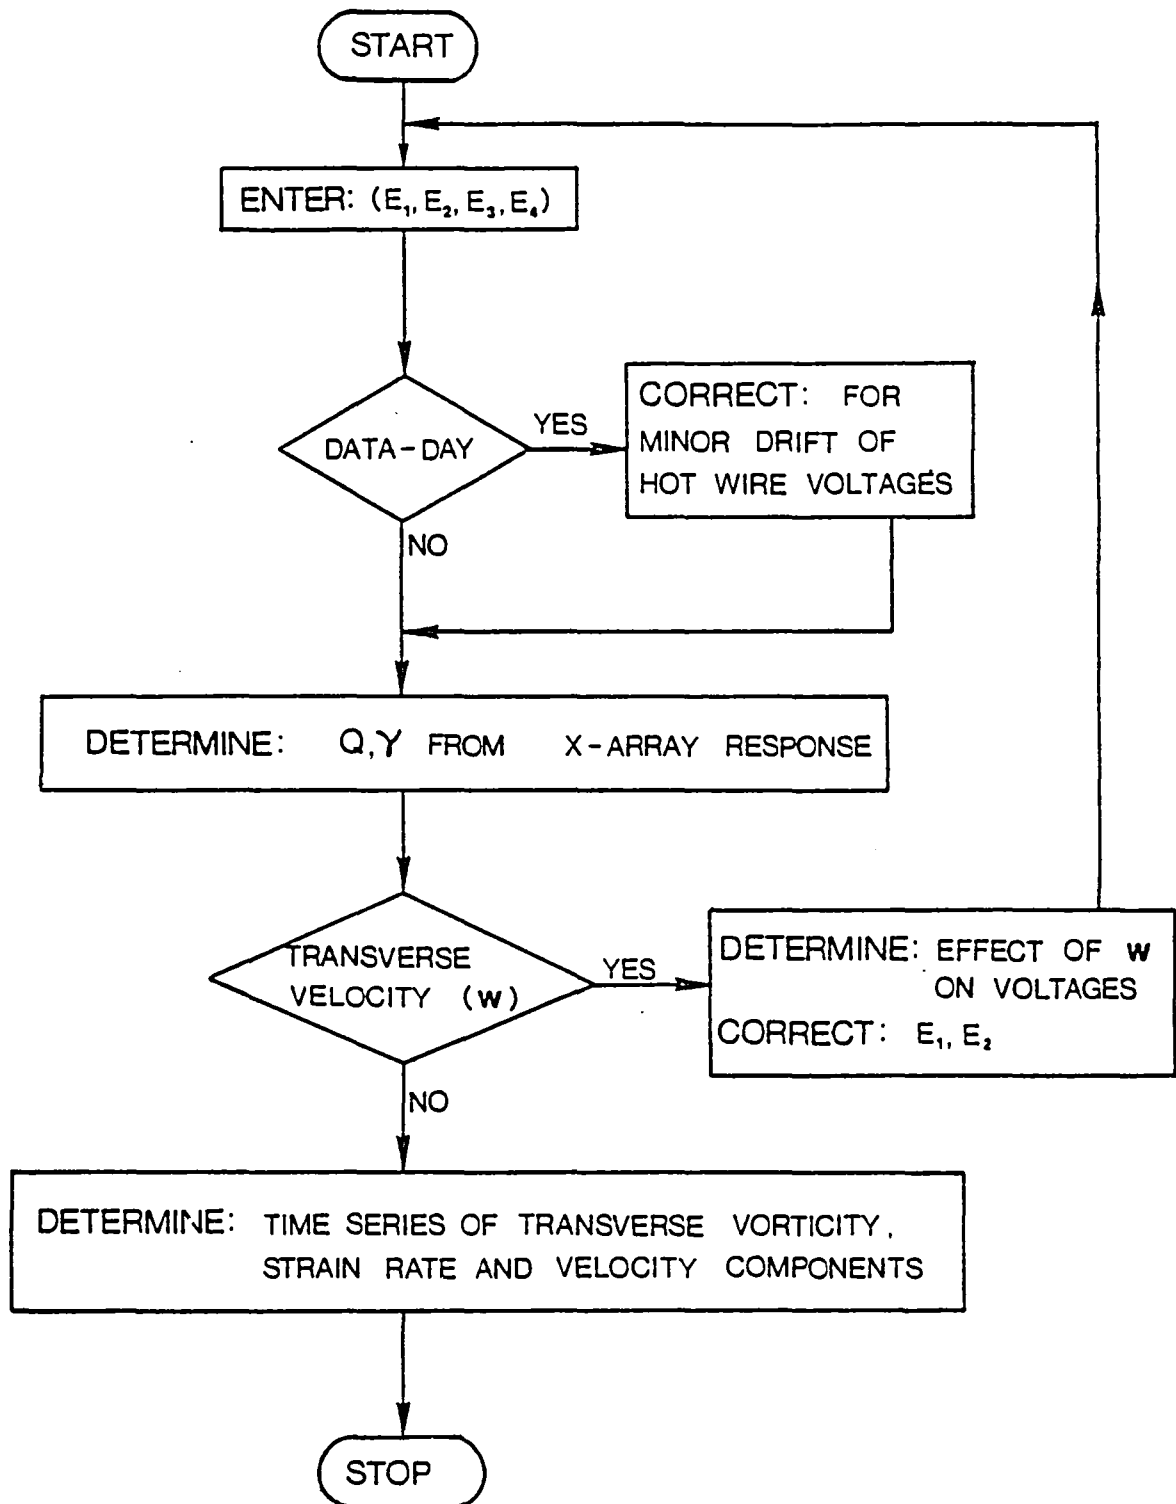 START
ENTER: (E₁, E₂, E₃, E₄)
DATA-DAY
YES
CORRECT: FOR
MINOR DRIFT OF
HOT WIRE VOLTAGES
NO
DETERMINE: Q,γ FROM X-ARRAY RESPONSE
TRANSVERSE
VELOCITY (W)
YES
DETERMINE: EFFECT OF W
ON VOLTAGES
CORRECT: E₁, E₂
NO
DETERMINE: TIME SERIES OF TRANSVERSE VORTICITY,
STRAIN RATE AND VELOCITY COMPONENTS
STOP